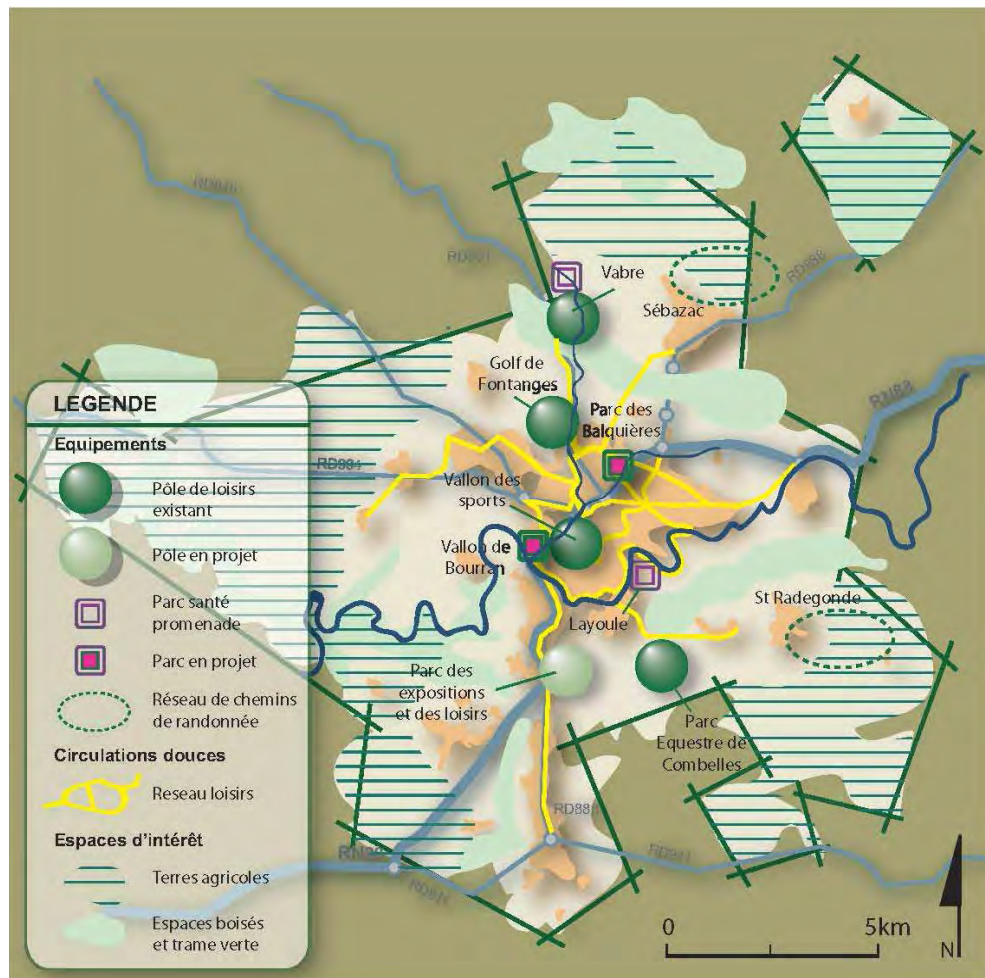 RD901
Vabre
RD988
Sébazac
Golf de
Fontanges
Parc des
Balquières
RN88
LEGENDE
Equipements
Pôle de loisirs
existant
Pôle en projet
Parc santé
promenade
Parc en projet
Réseau de chemins
de randonnée
Circulations douces
Reseau loisirs
Espaces d'intérêt
Terres agricoles
Espaces boisés
et trame verte
RD994
Vallon des
sports
Vallon de
Bourran
Layoule
St Radegonde
Parc des
expositions
et des loisirs
Parc
Equestre de
Combelles
0
5km
N